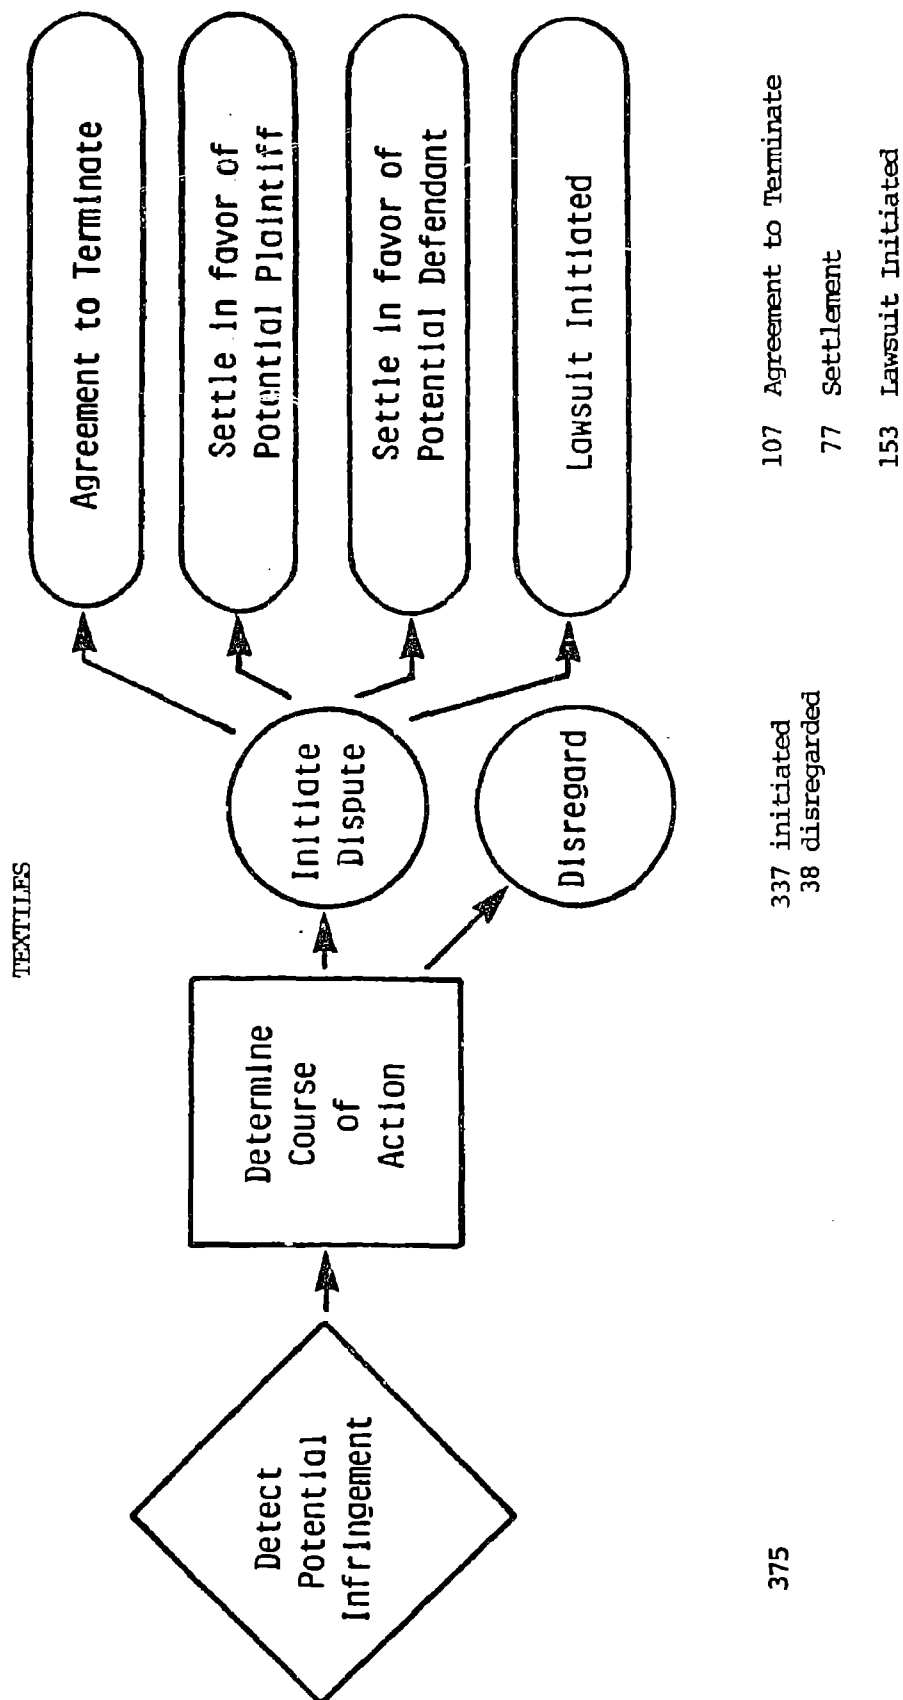 TEXTILES
Detect
Potential
Infringement
Determine
Course
of
Action
Initiate
Dispute
Disregard
Agreement to Terminate
Settle in favor of
Potential Plaintiff
Settle in favor of
Potential Defendant
Lawsuit Initiated
375
337 initiated
38 disregarded
107 Agreement to Terminate
77 Settlement
153 Lawsuit Initiated